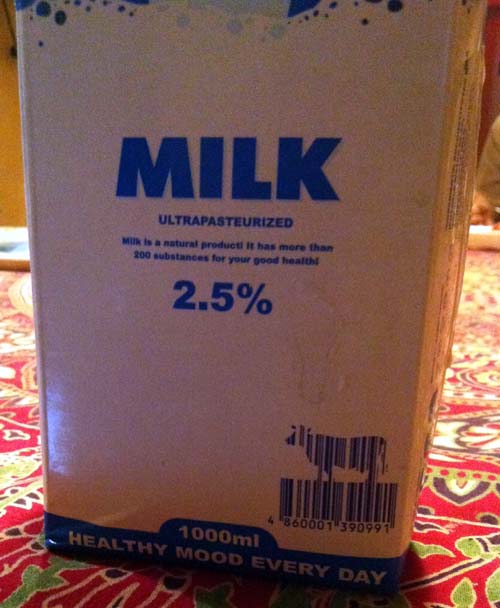 MILK
ULTRAPASTEURIZED
Milk is a natural product! It has more than
200 substances for your good health!
2.5%
4 860001 390991
1000ml
HEALTHY MOOD EVERY DAY